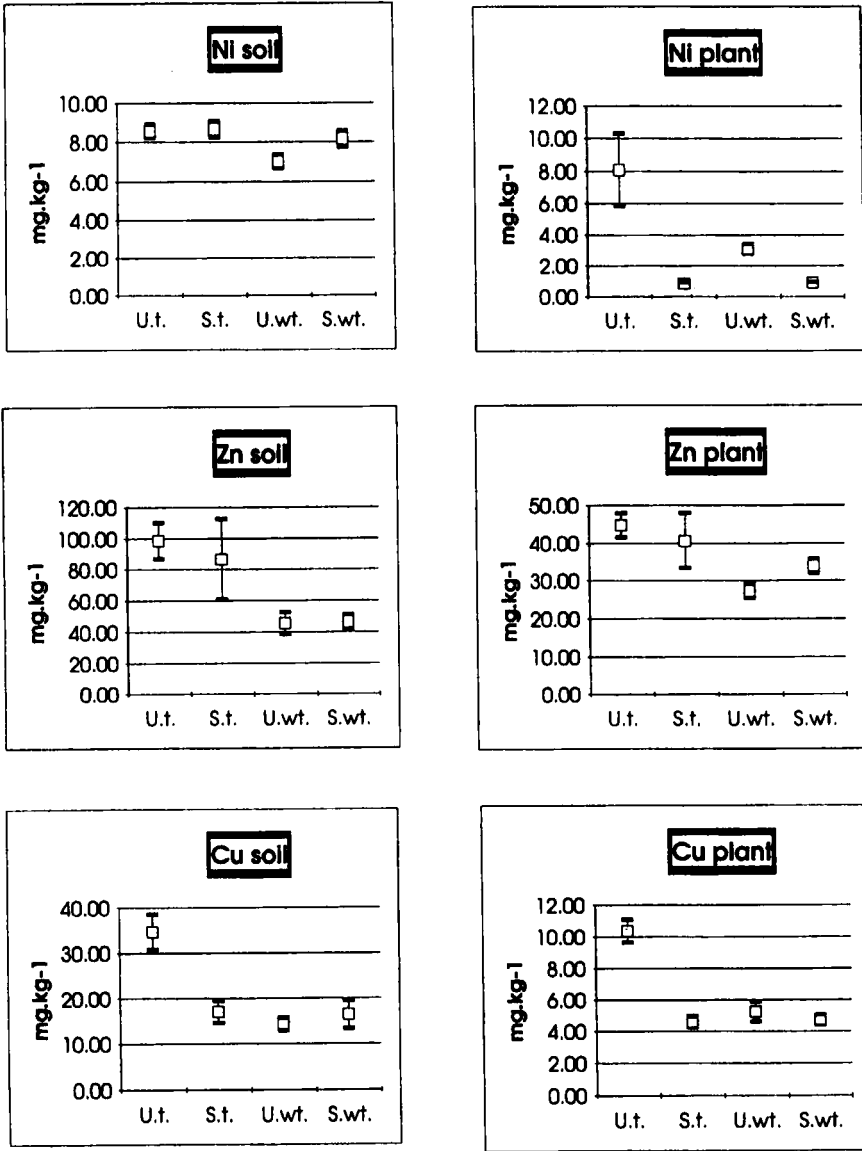 Ni soil
mg.kg-1
10.00
8.00
6.00
4.00
2.00
0.00
U.t. S.t. U.wt. S.wt.
Ni plant
mg.kg-1
12.00
10.00
8.00
6.00
4.00
2.00
0.00
U.t. S.t. U.wt. S.wt.
Zn soil
mg.kg-1
120.00
100.00
80.00
60.00
40.00
20.00
0.00
U.t. S.t. U.wt. S.wt.
Zn plant
mg.kg-1
50.00
40.00
30.00
20.00
10.00
0.00
U.t. S.t. U.wt. S.wt.
Cu soil
mg.kg-1
40.00
30.00
20.00
10.00
0.00
U.t. S.t. U.wt. S.wt.
Cu plant
mg.kg-1
12.00
10.00
8.00
6.00
4.00
2.00
0.00
U.t. S.t. U.wt. S.wt.